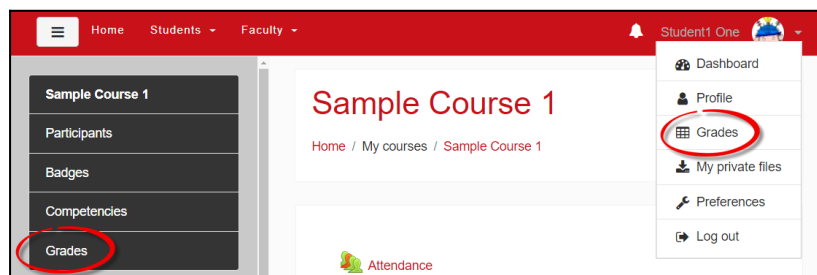 Home Students Faculty Student1 One
Dashboard
Profile
Grades
My private files
Preferences
Log out
Sample Course 1
Participants
Badges
Competencies
Grades
Sample Course 1
Home / My courses / Sample Course 1
Attendance